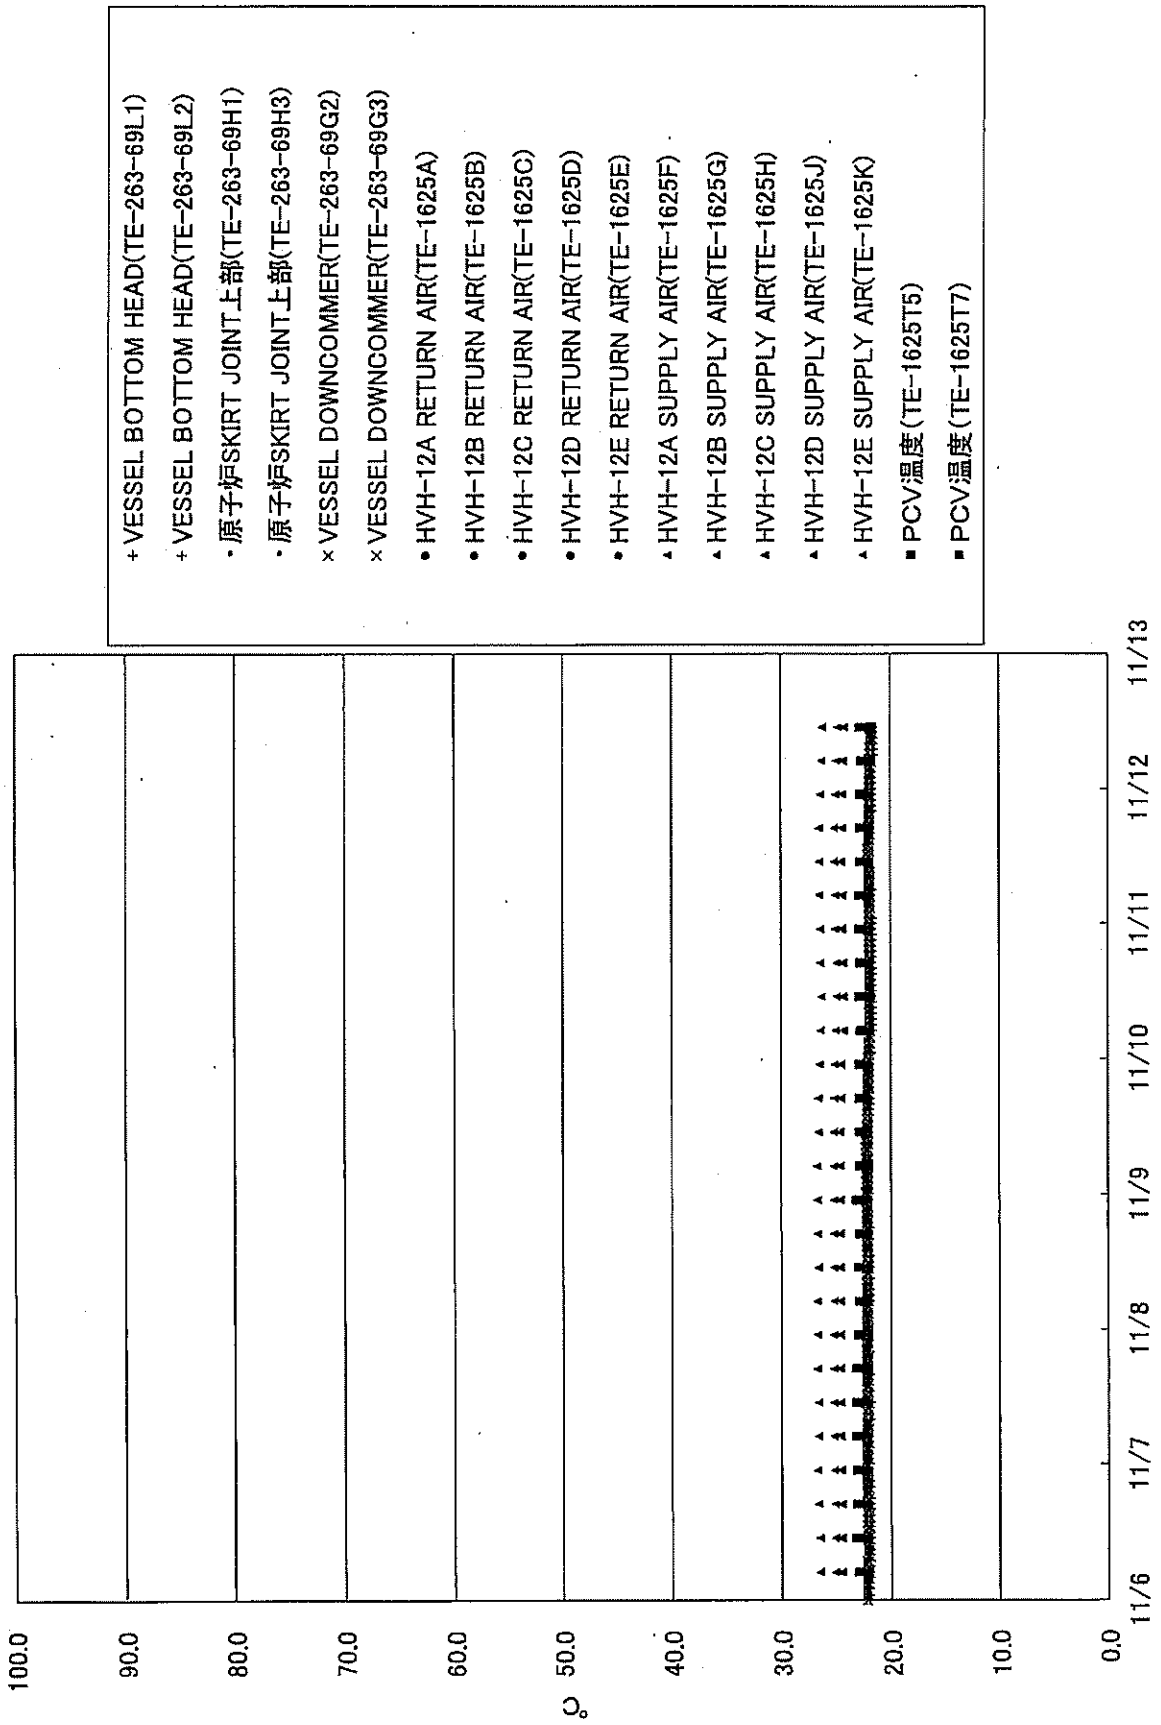 100.0
90.0
80.0
70.0
60.0
50.0
40.0
30.0
20.0
10.0
0.0
℃
11/6
11/7
11/8
11/9
11/10
11/11
11/12
11/13
+ VESSEL BOTTOM HEAD(TE-263-69L1)
+ VESSEL BOTTOM HEAD(TE-263-69L2)
・原子炉SKIRT JOINT上部(TE-263-69H1)
・原子炉SKIRT JOINT上部(TE-263-69H3)
× VESSEL DOWNCOMMER(TE-263-69G2)
× VESSEL DOWNCOMMER(TE-263-69G3)
● HVH-12A RETURN AIR(TE-1625A)
● HVH-12B RETURN AIR(TE-1625B)
● HVH-12C RETURN AIR(TE-1625C)
● HVH-12D RETURN AIR(TE-1625D)
● HVH-12E RETURN AIR(TE-1625E)
▲ HVH-12A SUPPLY AIR(TE-1625F)
▲ HVH-12B SUPPLY AIR(TE-1625G)
▲ HVH-12C SUPPLY AIR(TE-1625H)
▲ HVH-12D SUPPLY AIR(TE-1625J)
▲ HVH-12E SUPPLY AIR(TE-1625K)
■ PCV温度(TE-1625T5)
■ PCV温度(TE-1625T7)